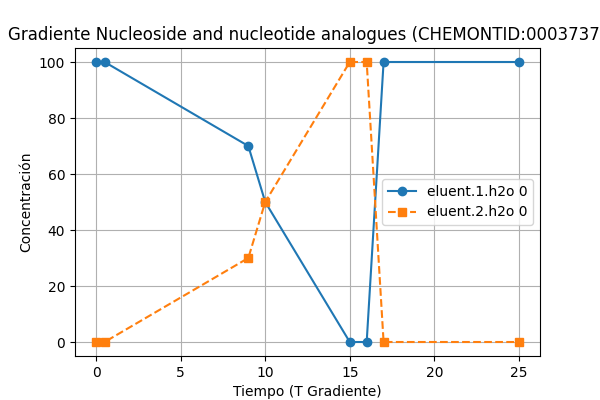 Gradiente Nucleoside and nucleotide analogues (CHEMONTID:0003737
100
80
60
40
20
0
Concentración
eluent.1.h2o 0
eluent.2.h2o 0
0 5 10 15 20 25
Tiempo (T Gradiente)